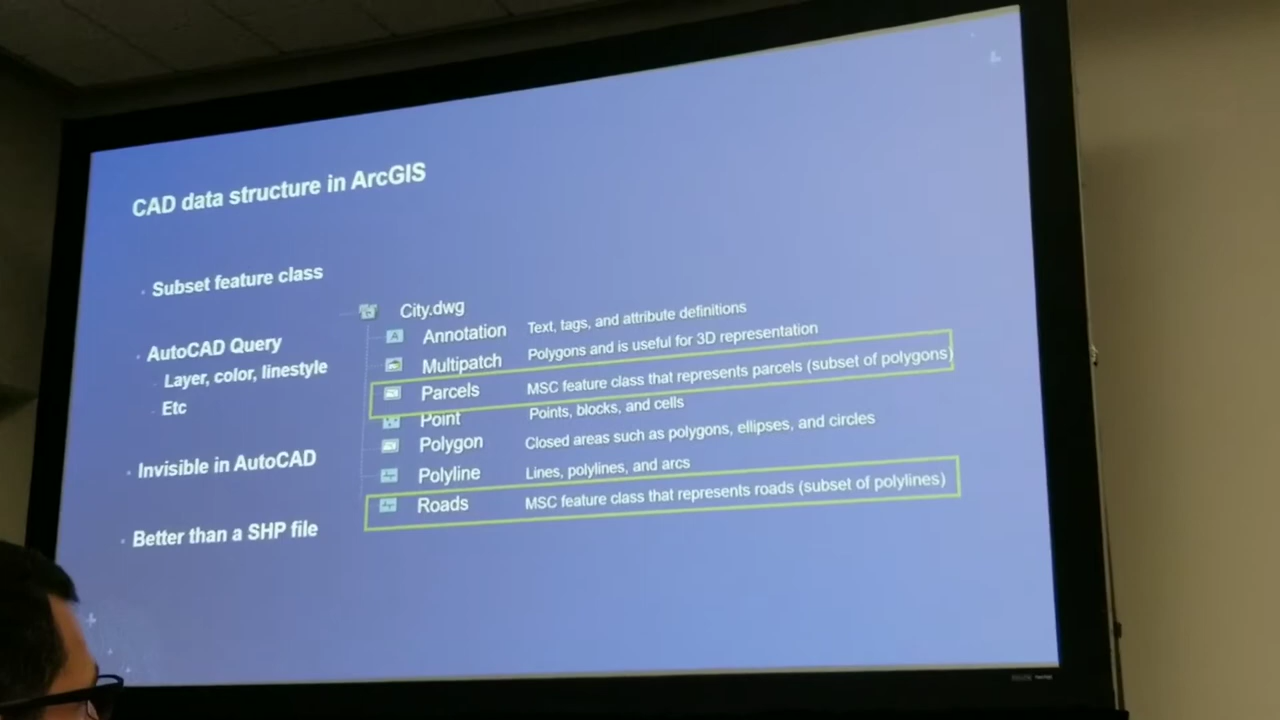 CAD data structure in ArcGIS
Subset feature class
AutoCAD Query
Layer, color, linestyle
Etc
Invisible in AutoCAD
Better than a SHP file
City.dwg
Annotation Text, tags, and attribute definitions
Multipatch Polygons and is useful for 3D representation
Parcels MSC feature class that represents parcels (subset of polygons)
Point Points, blocks, and cells
Polygon Closed areas such as polygons, ellipses, and circles
Polyline Lines, polylines, and arcs
Roads MSC feature class that represents roads (subset of polylines)